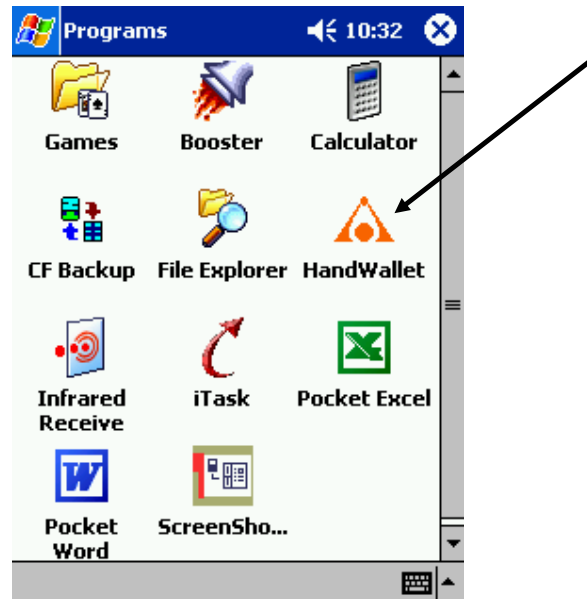 Programs 10:32
Games Booster Calculator
CF Backup File Explorer HandWallet
Infrared Receive iTask Pocket Excel
W
Pocket Word ScreenSho...